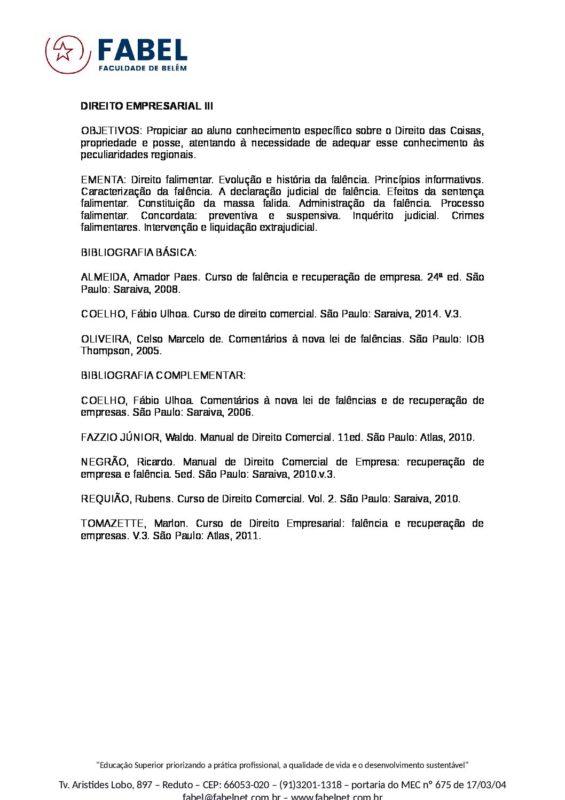 FABEL
FACULDADE DE BELÉM
DIREITO EMPRESARIAL III
OBJETIVOS: Propiciar ao aluno conhecimento específico sobre o Direito das Coisas,
propriedade e posse, atentando à necessidade de adequar esse conhecimento às
peculiaridades regionais.
EMENTA: Direito falimentar. Evolução e história da falência. Princípios informativos.
Caracterização da falência. A declaração judicial de falência. Efeitos da sentença
falimentar. Constituição da massa falida. Administração da falência. Processo
falimentar. Concordata: preventiva e suspensiva. Inquérito judicial. Crimes
falimentares. Intervenção e liquidação extrajudicial.
BIBLIOGRAFIA BÁSICA:
ALMEIDA, Amador Paes. Curso de falência e recuperação de empresa. 24ª ed. São
Paulo: Saraiva, 2008.
COELHO, Fábio Ulhoa. Curso de direito comercial. São Paulo: Saraiva, 2014. V.3.
OLIVEIRA, Celso Marcelo de. Comentários à nova lei de falências. São Paulo: IOB
Thompson, 2005.
BIBLIOGRAFIA COMPLEMENTAR:
COELHO, Fábio Ulhoa. Comentários à nova lei de falências e de recuperação de
empresas. São Paulo: Saraiva, 2006.
FAZZIO JÚNIOR, Waldo. Manual de Direito Comercial. 11ed. São Paulo: Atlas, 2010.
NEGRÃO, Ricardo. Manual de Direito Comercial de Empresa: recuperação de
empresa e falência. 5ed. São Paulo: Saraiva, 2010.v.3.
REQUIÃO, Rubens. Curso de Direito Comercial. Vol. 2. São Paulo: Saraiva, 2010.
TOMAZETTE, Marlon. Curso de Direito Empresarial: falência e recuperação de
empresas. V.3. São Paulo: Atlas, 2011.
"Educação Superior priorizando a prática profissional, a qualidade de vida e o desenvolvimento sustentável"
Tv. Aristides Lobo, 897 – Reduto – CEP: 66053-020 – (91)3201-1318 – portaria do MEC nº 675 de 17/03/04
fabel@fabelnet.com.br – www.fabelnet.com.br